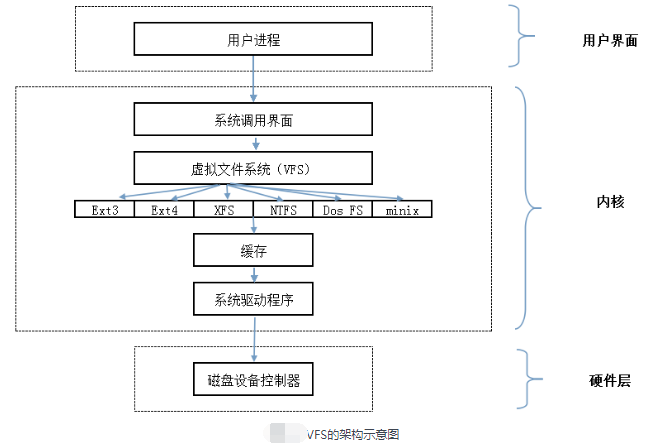 用户进程
用户界面
系统调用界面
虚拟文件系统（VFS）
Ext3 Ext4 XFS NTFS Dos FS minix
内核
缓存
系统驱动程序
磁盘设备控制器
硬件层
VFS的架构示意图